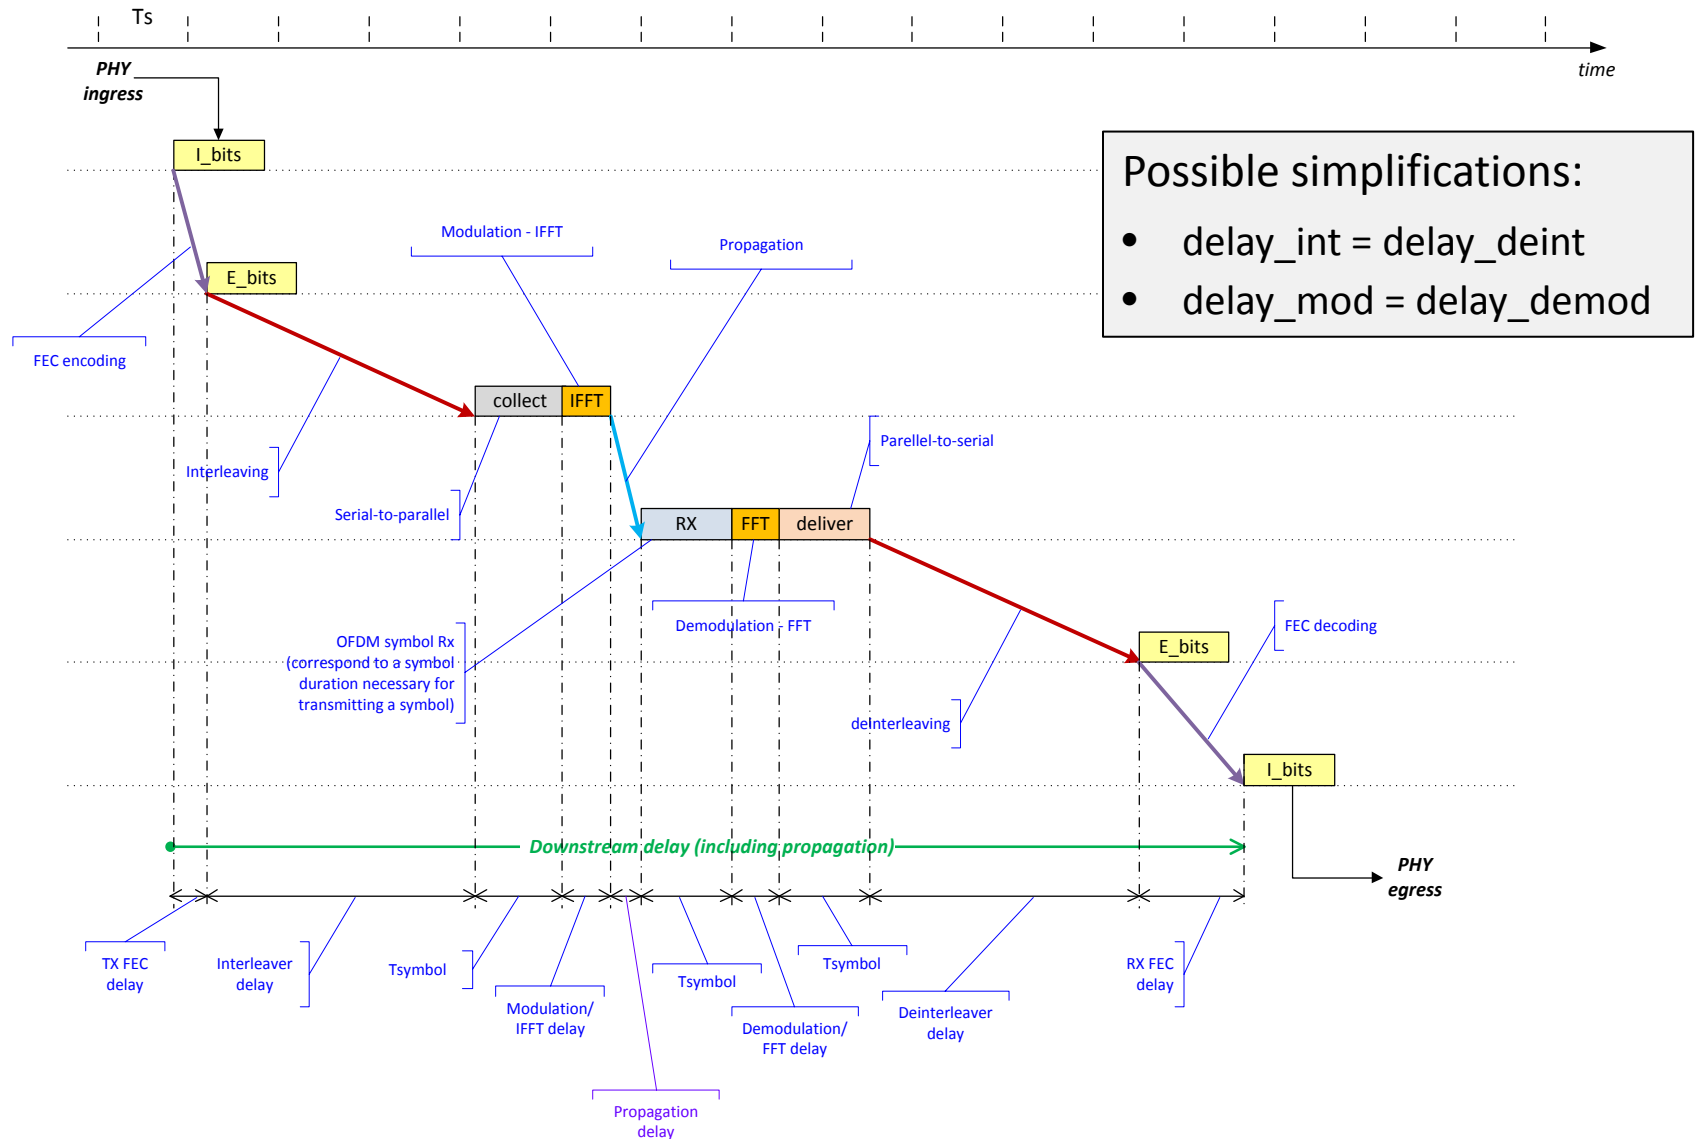 Ts
time
PHY
ingress
I_bits
Possible simplifications:
• delay_int = delay_deint
• delay_mod = delay_demod
Modulation - IFFT
Propagation
E_bits
FEC encoding
collect
IFFT
Parellel-to-serial
Interleaving
Serial-to-parallel
RX
FFT
deliver
OFDM symbol Rx
(correspond to a symbol
duration necessary for
transmitting a symbol)
Demodulation - FFT
FEC decoding
E_bits
deInterleaving
I_bits
Downstream delay (including propagation)
PHY
egress
TX FEC
delay
Interleaver
delay
Tsymbol
Modulation/
IFFT delay
Tsymbol
Demodulation/
FFT delay
Tsymbol
Deinterleaver
delay
RX FEC
delay
Propagation
delay